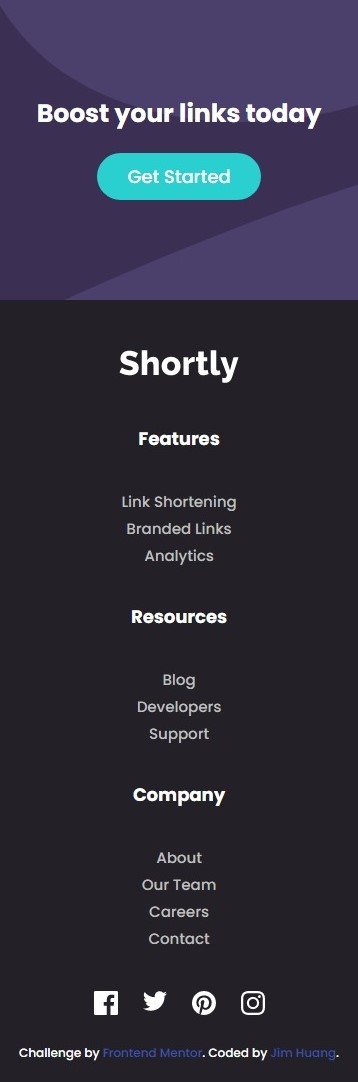 Boost your links today
Get Started
Shortly
Features
Link Shortening
Branded Links
Analytics
Resources
Blog
Developers
Support
Company
About
Our Team
Careers
Contact
Challenge by Frontend Mentor. Coded by Jim Huang.